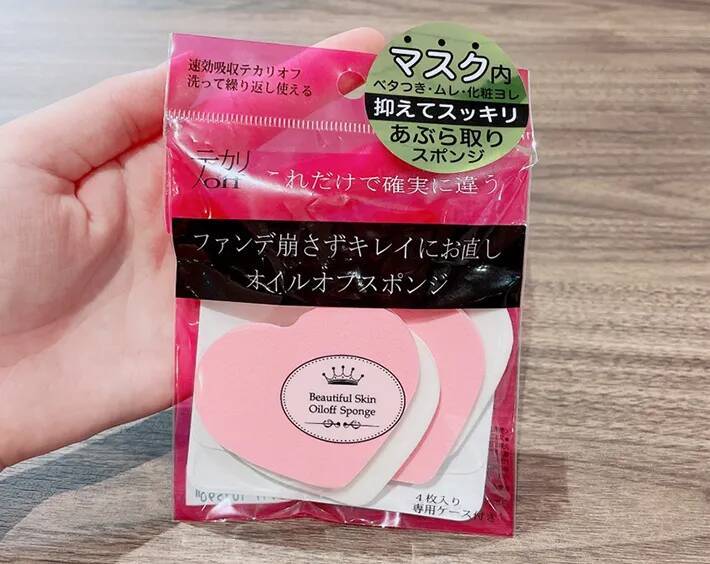 速効吸収テカリオフ
洗って繰り返し使える
マスク内
ベタつき・ムレ・化粧ヨレ
抑えてスッキリ
あぶら取り
スポンジ
テカリ
off
これだけで確実に違う
ファンデ崩さずキレイにお直し
オイルオフスポンジ
Beautiful Skin
Oiloff Sponge
4枚入り
専用ケース付き